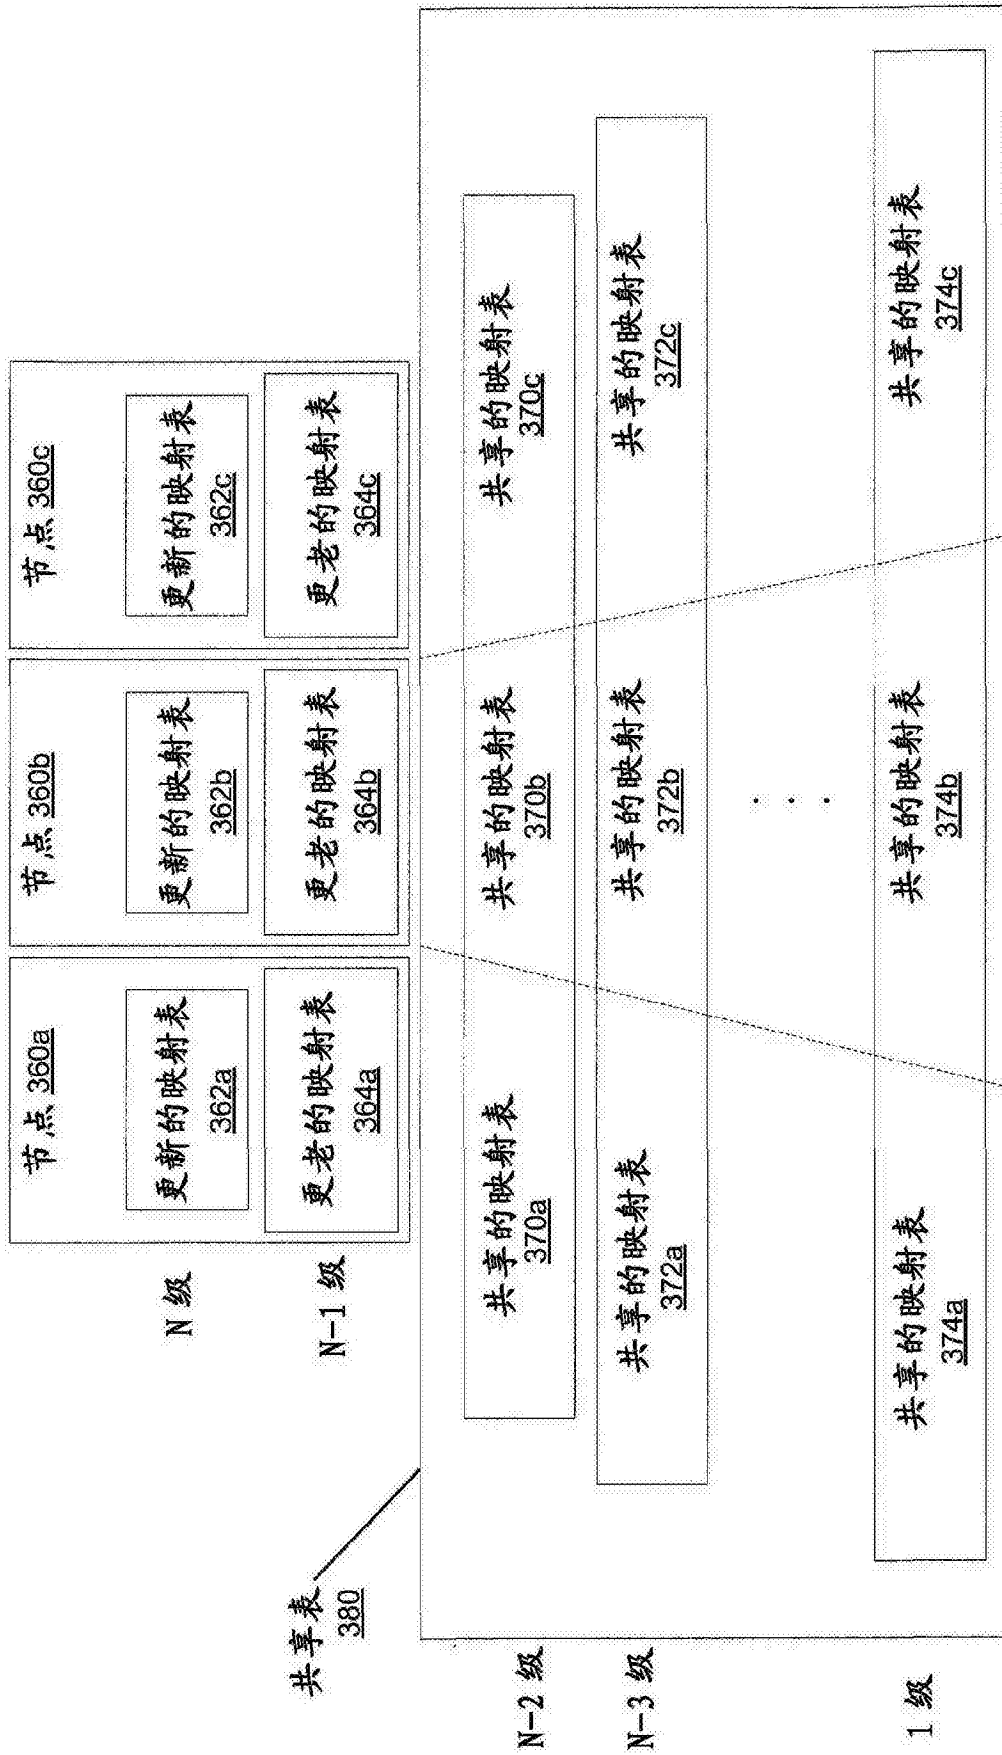 节点 360a
更新的映射表
362a
更老的映射表
364a
节点 360b
更新的映射表
362b
更老的映射表
364b
节点 360c
更新的映射表
362c
更老的映射表
364c
N 级
N-1 级
共享表
380
N-2 级
共享的映射表
370a
共享的映射表
370b
共享的映射表
370c
N-3 级
共享的映射表
372a
共享的映射表
372b
共享的映射表
372c
1 级
共享的映射表
374a
共享的映射表
374b
共享的映射表
374c